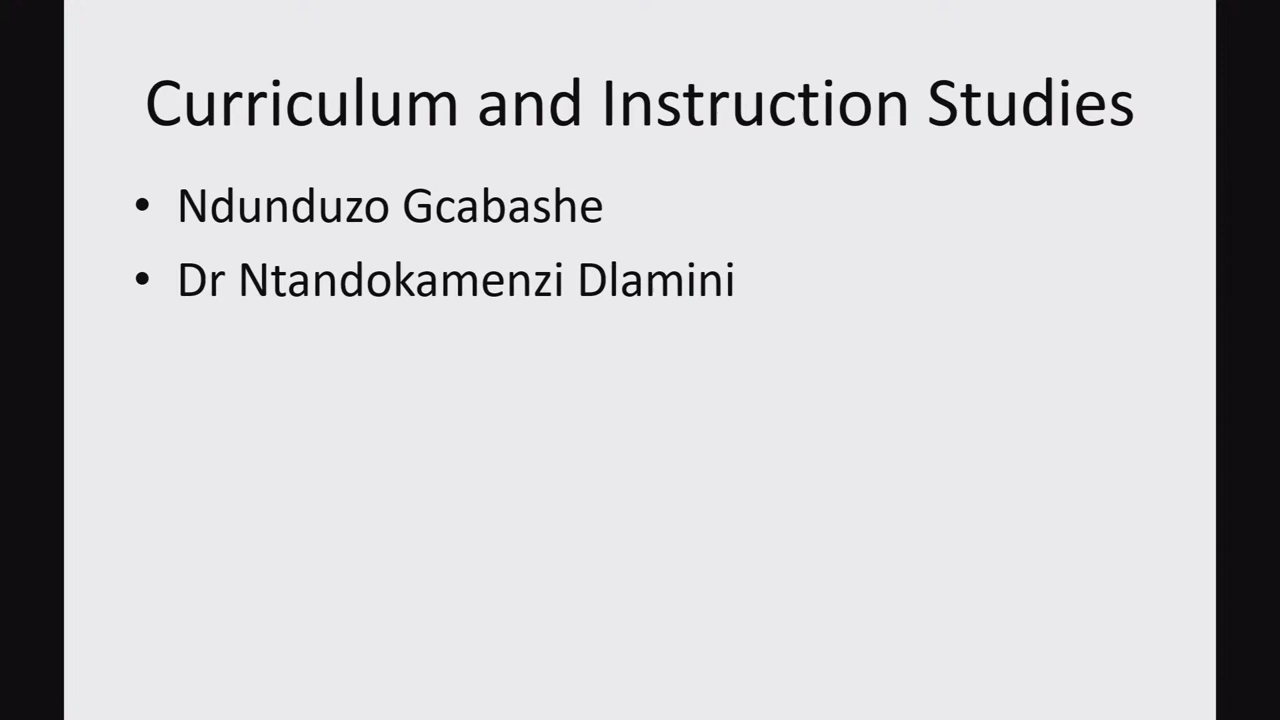 Curriculum and Instruction Studies
• Ndunduzo Gcabashe
• Dr Ntandokamenzi Dlamini